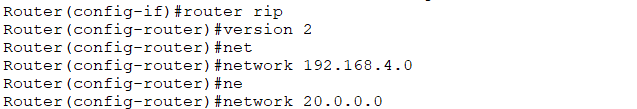 Router(config-if)#router rip
Router(config-router)#version 2
Router(config-router)#net
Router(config-router)#network 192.168.4.0
Router(config-router)#ne
Router(config-router)#network 20.0.0.0